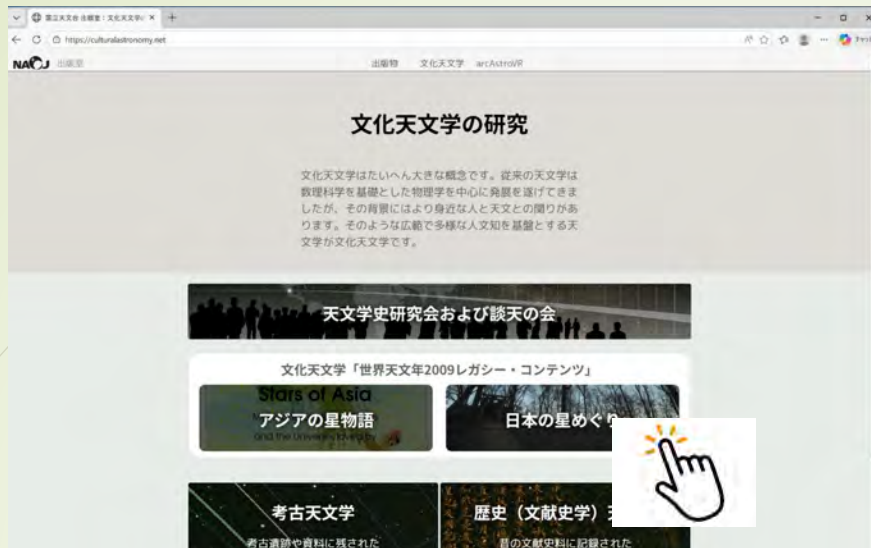 国立天文台 出版室：文化天文学の
https://culturalastronomy.net
NAOJ 出版室
出版物 文化天文学 arcAstroVR
文化天文学の研究
文化天文学はたいへん大きな概念です。従来の天文学は
数理科学を基礎とした物理学を中心に発展を遂げてきま
したが、その背景にはより身近な人と天文との関りがあ
ります。そのような広範で多様な人文知を基盤とする天
文学が文化天文学です。
天文学史研究会および談天の会
文化天文学「世界天文年2009レガシー・コンテンツ」
Stars of Asia
アジアの星物語
and the Universe loved by
日本の星めぐり
考古天文学
考古遺跡や資料に残された
歴史（文献史学）天
昔の文献史料に記録された